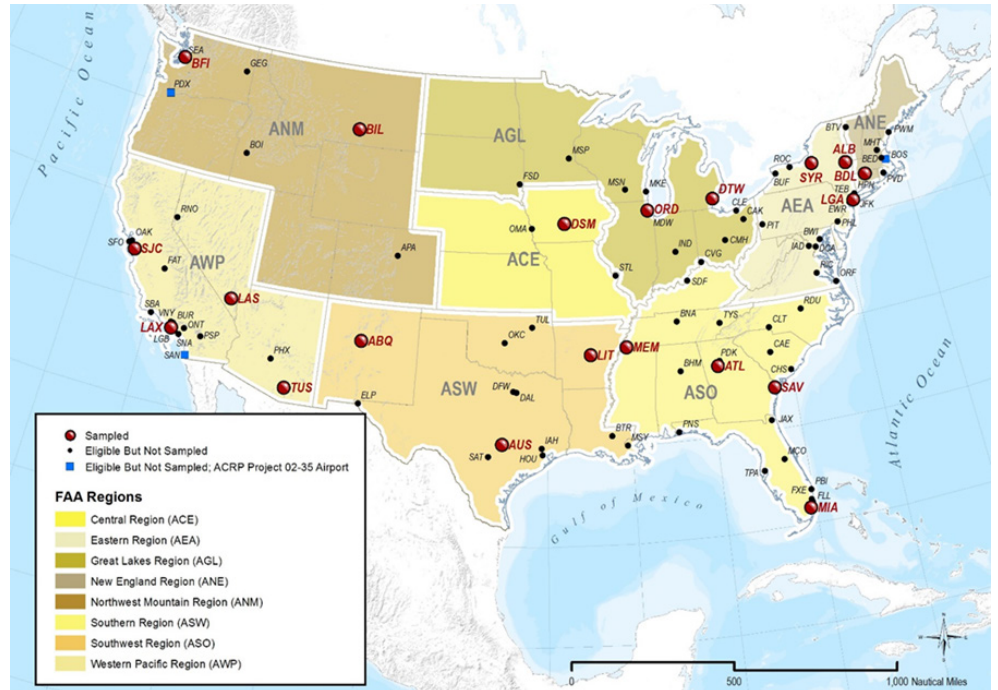 Pacific Ocean
SEA
BFI
GEG
PDX
ANM
BIL
BOI
AGL
MSP
FSD
MSN
MKE
ORD
MDW
DTW
CLE
CAK
IND
CMH
CVG
ANE
BTV
PWM
MHT
ALB
BED
BOS
ROC
SYR
BDL
BUF
PVD
HPN
TEB
LGA
JFK
EWR
AEA
PIT
PHL
BWI
IAD
DCA
RIC
ORF
RNO
OAK
SFO
SJC
AWP
FAT
LAS
SBA
VNY
BUR
LAX
ONT
LGB
SNA
PSP
SAN
PHX
TUS
APA
OMA
DSM
ACE
STL
SDF
TUL
OKC
ABQ
LIT
MEM
ASW
ELP
DFW
DAL
AUS
SAT
IAH
HOU
BTR
MSY
BNA
TYS
RDU
CLT
CAE
BHM
PDK
ATL
CHS
SAV
ASO
PNS
JAX
MCO
TPA
PBI
FXE
FLL
MIA
Atlantic Ocean
Gulf of Mexico
Sampled
Eligible But Not Sampled
Eligible But Not Sampled; ACRP Project 02-35 Airport
FAA Regions
Central Region (ACE)
Eastern Region (AEA)
Great Lakes Region (AGL)
New England Region (ANE)
Northwest Mountain Region (ANM)
Southern Region (ASW)
Southwest Region (ASO)
Western Pacific Region (AWP)
0 500 1,000 Nautical Miles